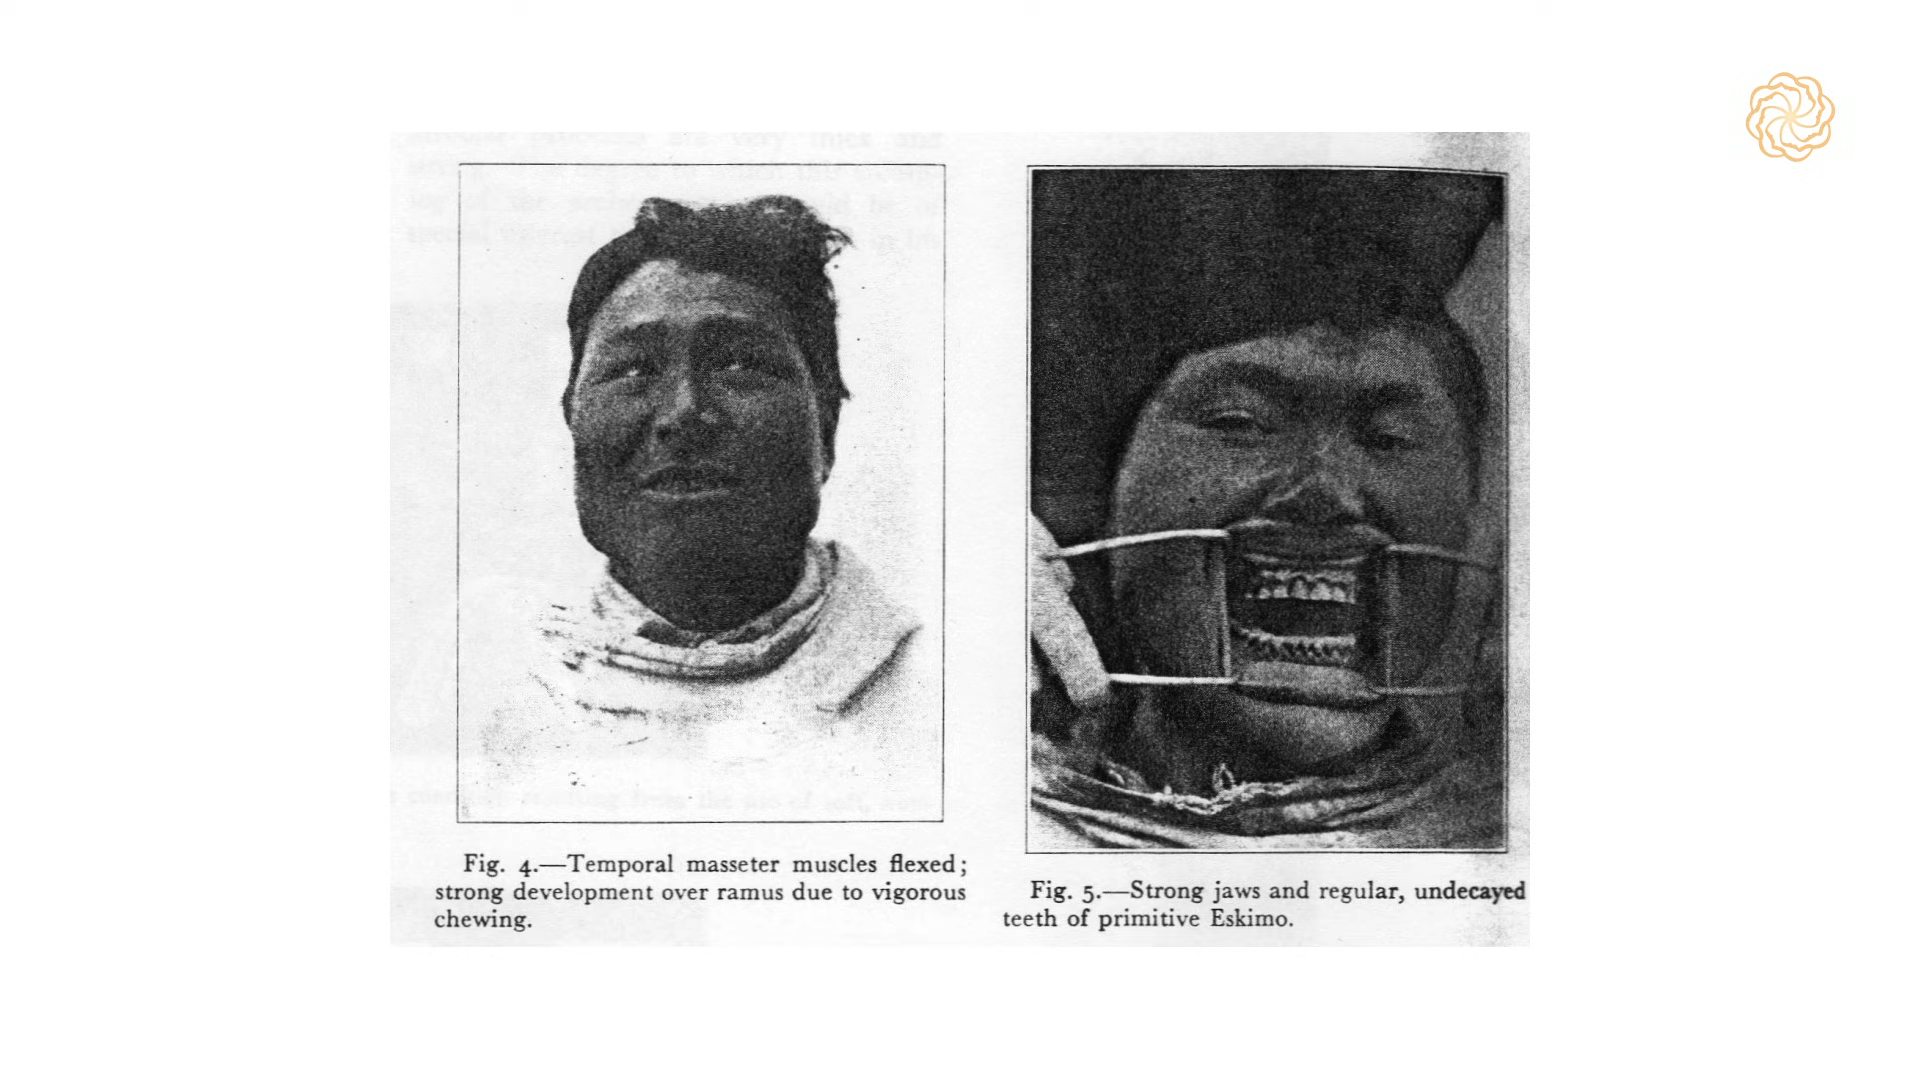 Fig. 4.—Temporal masseter muscles flexed;
strong development over ramus due to vigorous
chewing.
Fig. 5.—Strong jaws and regular, undecayed
teeth of primitive Eskimo.